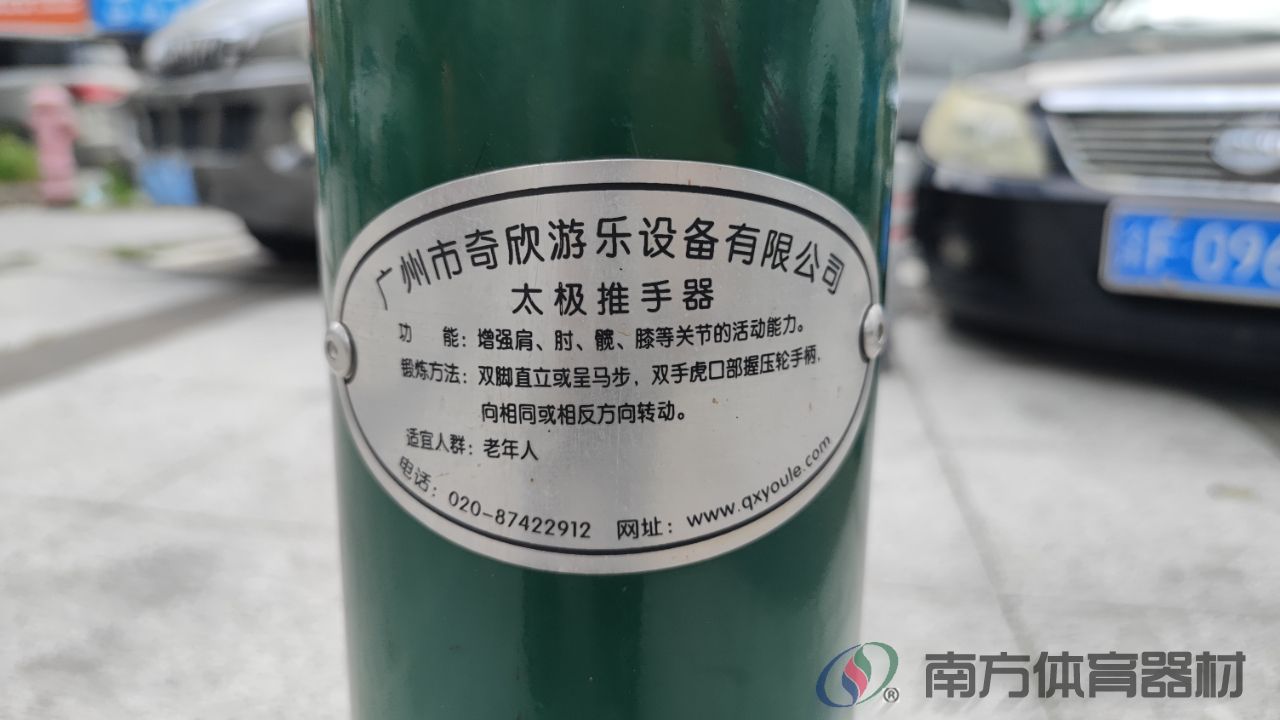 广州市奇欣游乐设备有限公司
太极推手器
功 能：增强肩、肘、髋、膝等关节的活动能力。
锻炼方法：双脚直立或呈马步，双手虎口部握压轮手柄，
向相同或相反方向转动。
适宜人群：老年人
电话：020-87422912 网址：www.qxyoule.com
F·096
南方体育器材
®